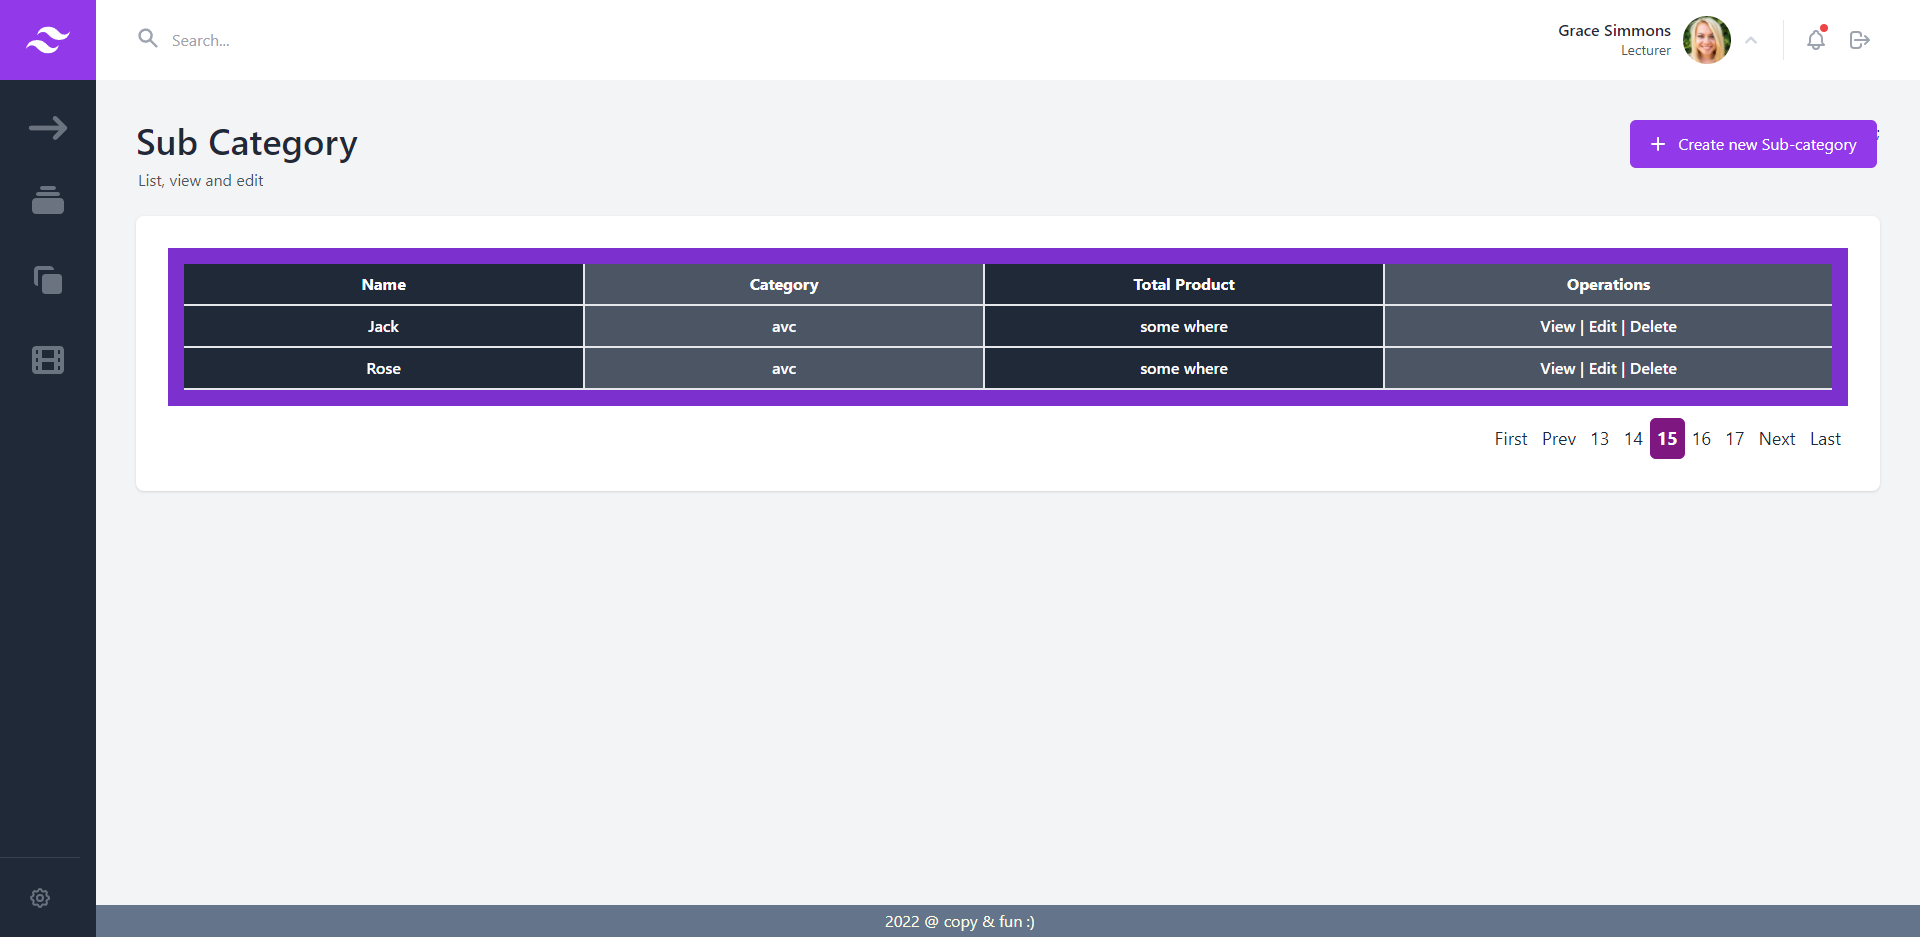 Search...
Grace Simmons
Lecturer
Sub Category
List, view and edit
+ Create new Sub-category
;
Name Category Total Product Operations
Jack avc some where View | Edit | Delete
Rose avc some where View | Edit | Delete
First Prev 13 14 15 16 17 Next Last
2022 @ copy & fun :)